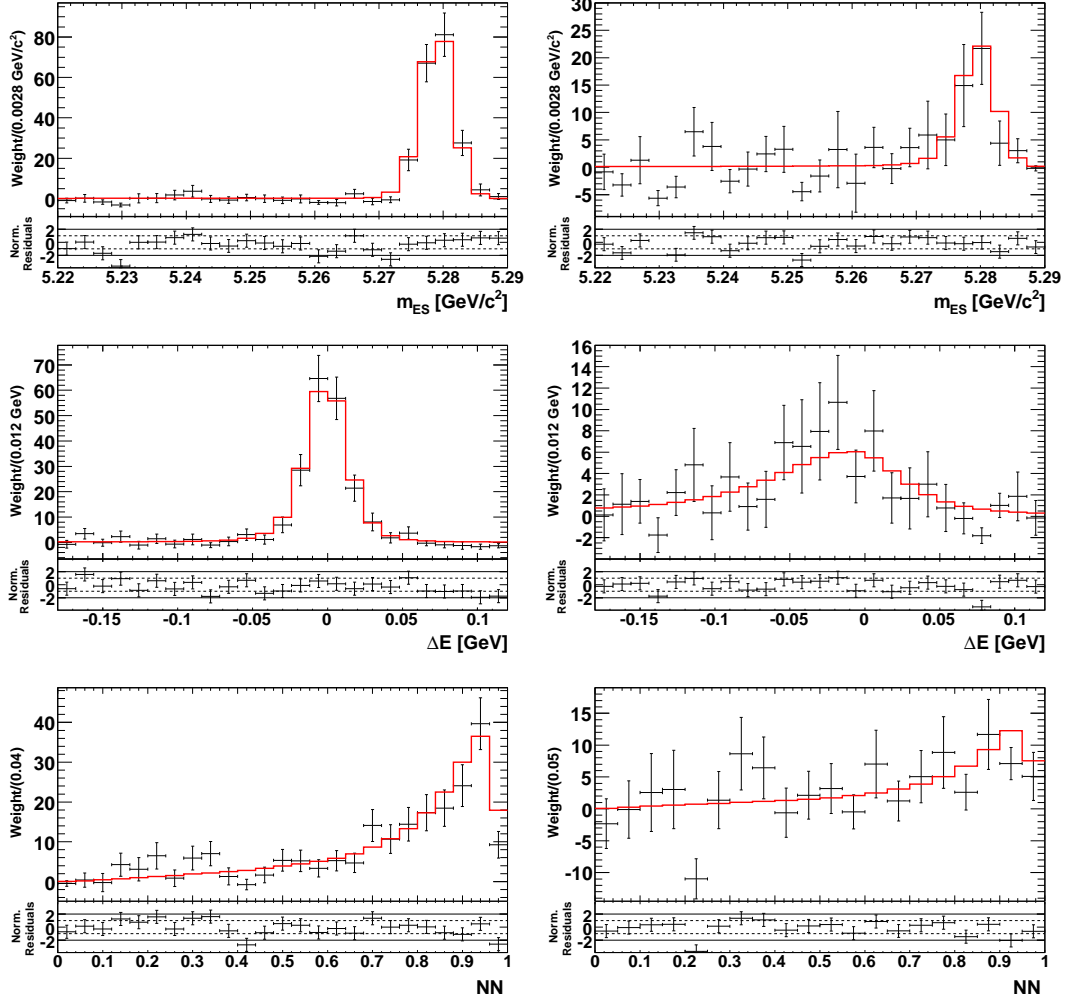 Weight/(0.0028 GeV/c²)
80
60
40
20
0
Norm. Residuals
2
0
-2
5.22 5.23 5.24 5.25 5.26 5.27 5.28 5.29
m_ES [GeV/c²]
Weight/(0.0028 GeV/c²)
30
25
20
15
10
5
0
-5
Norm. Residuals
2
0
-2
5.22 5.23 5.24 5.25 5.26 5.27 5.28 5.29
m_ES [GeV/c²]
Weight/(0.012 GeV)
70
60
50
40
30
20
10
0
Norm. Residuals
2
0
-2
-0.15 -0.1 -0.05 0 0.05 0.1
ΔE [GeV]
Weight/(0.012 GeV)
16
14
12
10
8
6
4
2
0
-2
Norm. Residuals
2
0
-2
-0.15 -0.1 -0.05 0 0.05 0.1
ΔE [GeV]
Weight/(0.04)
40
30
20
10
0
Norm. Residuals
2
0
-2
0 0.1 0.2 0.3 0.4 0.5 0.6 0.7 0.8 0.9 1
NN
Weight/(0.05)
15
10
5
0
-5
-10
Norm. Residuals
2
0
-2
0 0.1 0.2 0.3 0.4 0.5 0.6 0.7 0.8 0.9 1
NN